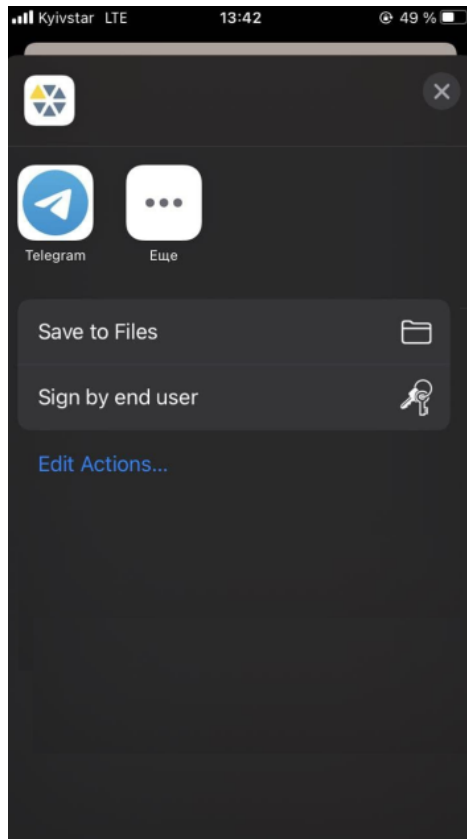 Kyivstar LTE 13:42 49 %
Telegram Еще
Save to Files
Sign by end user
Edit Actions...